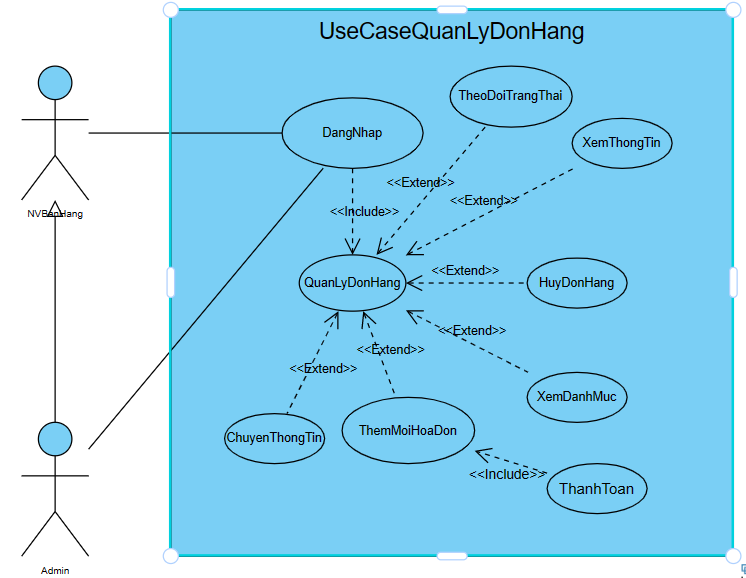 UseCaseQuanLyDonHang
TheoDoiTrangThai
DangNhap
XemThongTin
<<Extend>>
<<Extend>>
<<Include>>
NVBanHang
<<Extend>>
QuanLyDonHang
HuyDonHang
<<Extend>>
<<Extend>>
<<Extend>>
XemDanhMuc
ChuyenThongTin
ThemMoiHoaDon
<<Include>>
ThanhToan
Admin